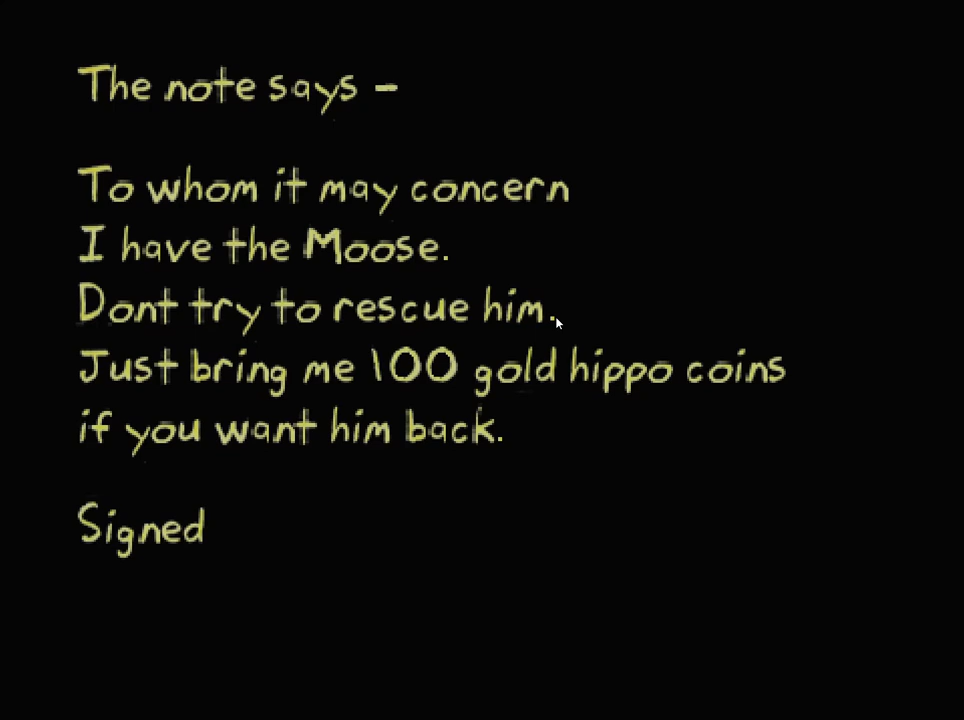 The note says -
To whom it may concern
I have the Moose.
Dont try to rescue him.
Just bring me 100 gold hippo coins
if you want him back.
Signed